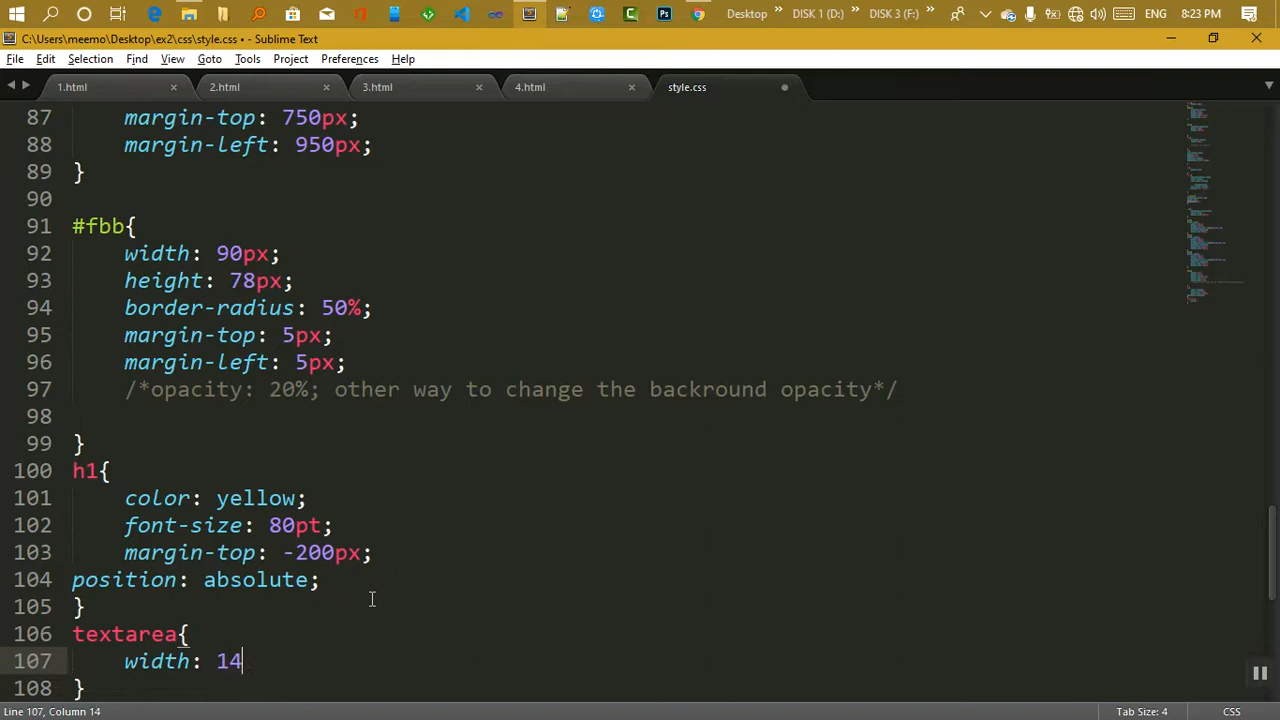 Desktop » DISK 1 (D:) » DISK 3 (F:) » ENG 8:23 PM
C:\Users\meemo\Desktop\ex2\css\style.css • - Sublime Text
File Edit Selection Find View Goto Tools Project Preferences Help
1.html 2.html 3.html 4.html style.css
87 margin-top: 750px;
88 margin-left: 950px;
89 }
90
91 #fbb{
92 width: 90px;
93 height: 78px;
94 border-radius: 50%;
95 margin-top: 5px;
96 margin-left: 5px;
97 /*opacity: 20%; other way to change the backround opacity*/
98
99 }
100 h1{
101 color: yellow;
102 font-size: 80pt;
103 margin-top: -200px;
104 position: absolute;
105 }
106 textarea{
107 width: 14
108 }
Line 107, Column 14 Tab Size: 4 CSS